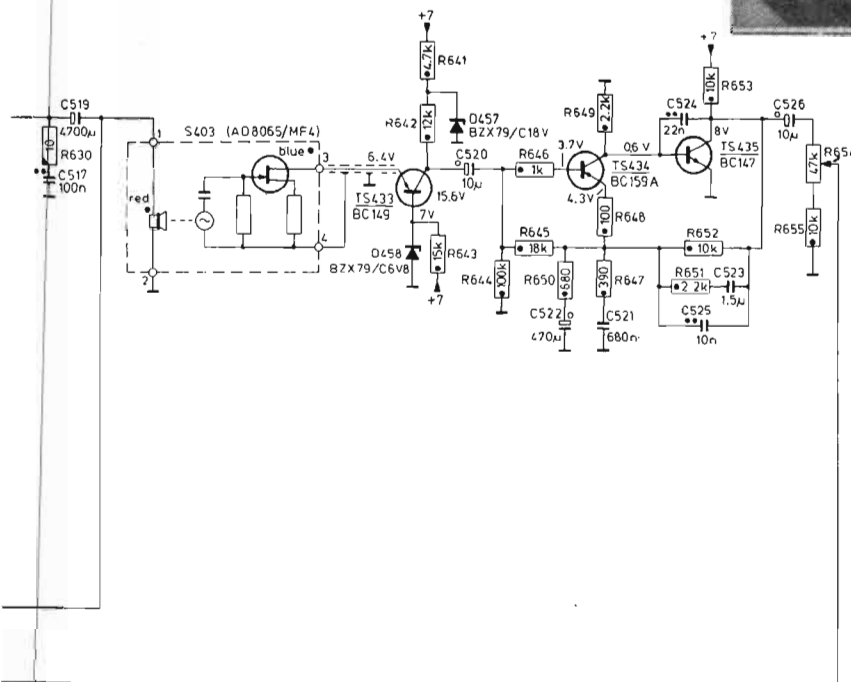 +7
4.7k R641
C519
4700µ
10 R630
C517
100n
S403 (AD8065/MF4)
1
blue
3
6.4V
red
4
2
R642 12k
D457
BZX79/C18V
C520
10µ
TS433
BC149
15.6V
7V
D458
BZX79/C6V8
15k R643
+7
R646
1k
3.7V
R649 2.2k
0.6V
TS434
BC159A
4.3V
100 R648
R645
18k
R644 100k
R650 680
390 R647
C522
470µ
C521
680n
+7
10k R653
C524
22n
8V
TS435
BC147
C526
10µ
47k
10k
R655
R652
10k
R651
2.2k
C523
1.5µ
C525
10n